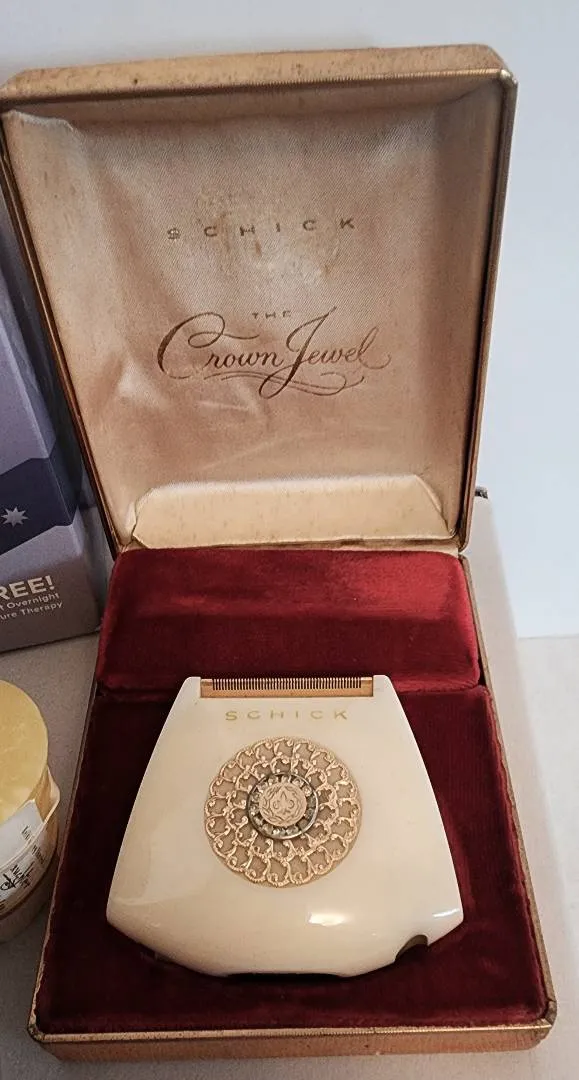 SCHICK
THE
Crown Jewel
REE!
t Overnight
ure Therapy
SCHICK